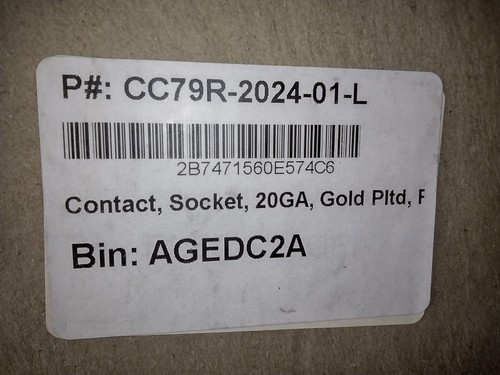 P#: CC79R-2024-01-L
2B7471560E574C6
Contact, Socket, 20GA, Gold Pltd,
Bin: AGEDC2A